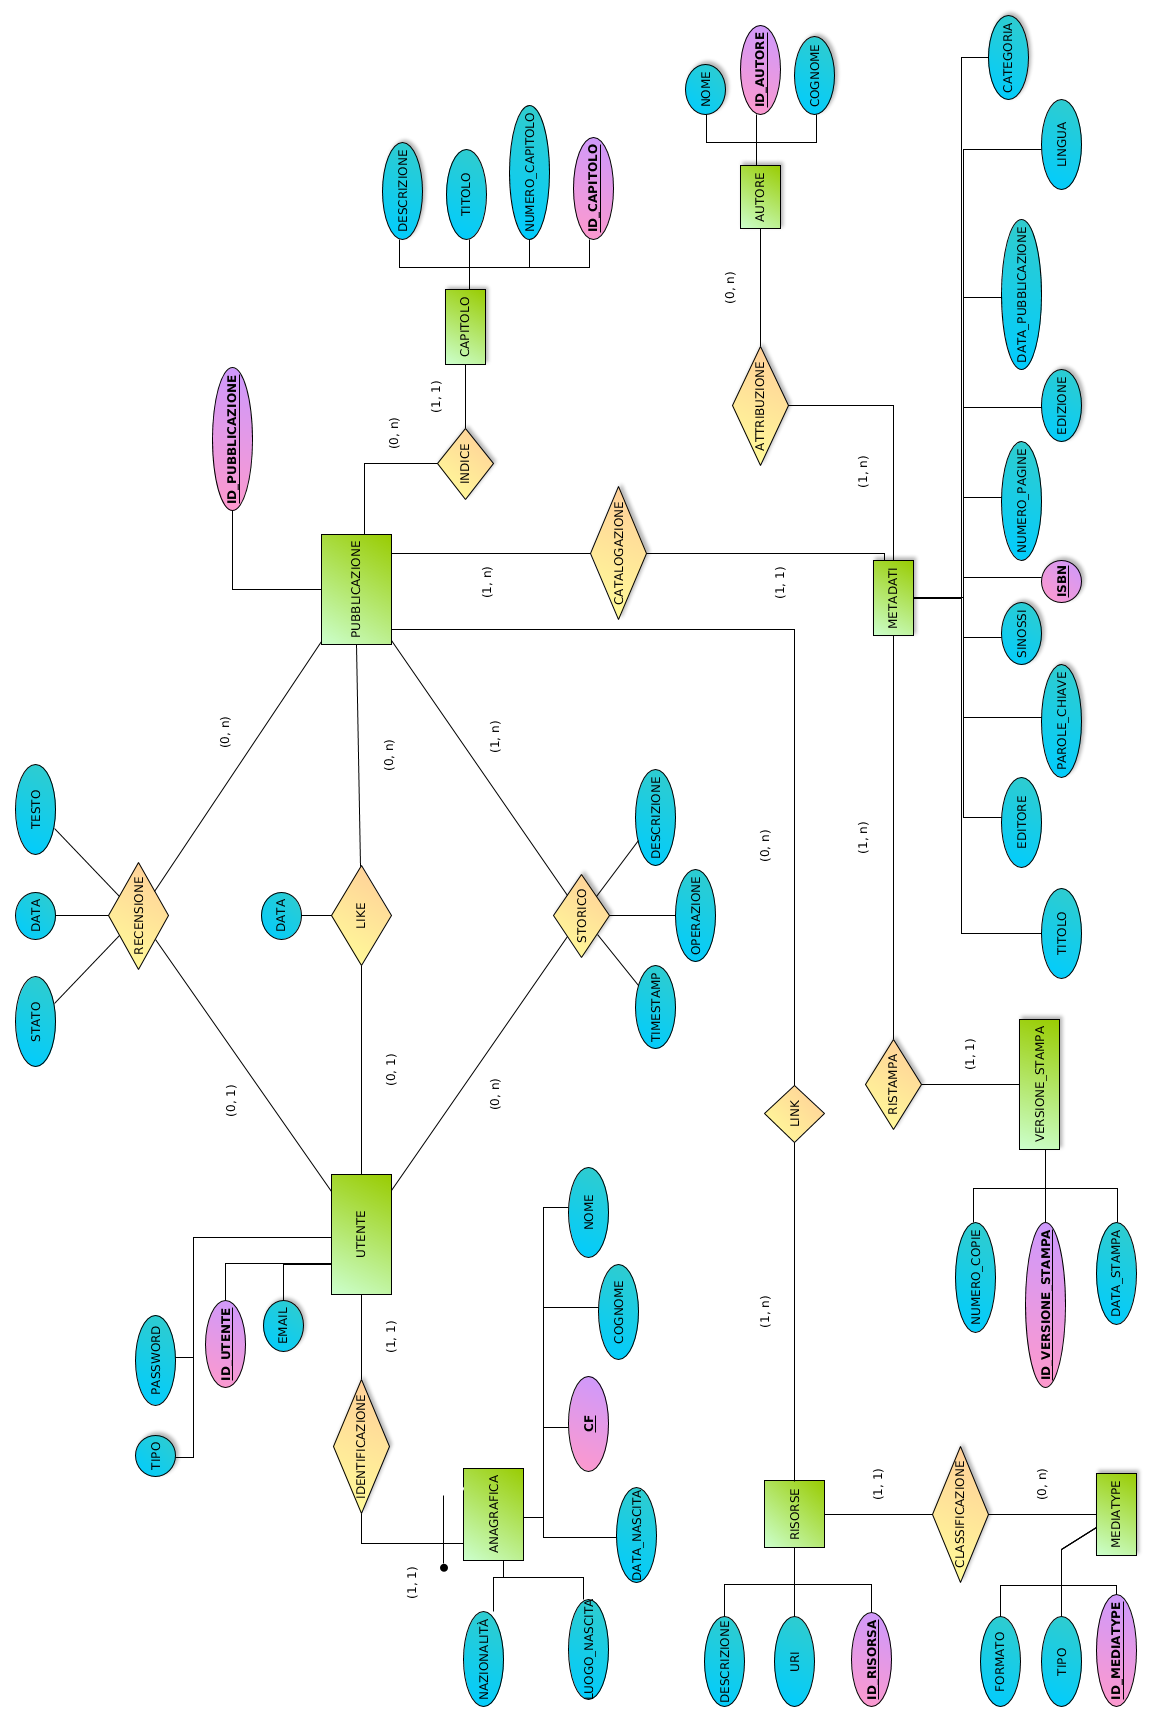 CATEGORIA
LINGUA
DATA_PUBBLICAZIONE
EDIZIONE
NUMERO_PAGINE
ISBN
SINOSSI
PAROLE_CHIAVE
EDITORE
TITOLO
METADATI
NOME
ID_AUTORE
COGNOME
AUTORE
(0, n)
ATTRIBUZIONE
(1, n)
DESCRIZIONE
TITOLO
NUMERO_CAPITOLO
ID_CAPITOLO
CAPITOLO
(1, 1)
(0, n)
INDICE
ID_PUBBLICAZIONE
PUBBLICAZIONE
(1, n)
CATALOGAZIONE
(1, 1)
(0, n)
(0, n)
(1, n)
TESTO
DATA
STATO
RECENSIONE
DATA
LIKE
STORICO
DESCRIZIONE
OPERAZIONE
TIMESTAMP
(0, n)
(1, n)
(0, 1)
(0, 1)
(0, n)
LINK
RISTAMPA
(1, 1)
VERSIONE_STAMPA
NUMERO_COPIE
ID_VERSIONE_STAMPA
DATA_STAMPA
UTENTE
PASSWORD
TIPO
ID_UTENTE
EMAIL
(1, 1)
IDENTIFICAZIONE
(1, 1)
ANAGRAFICA
NOME
COGNOME
CF
DATA_NASCITA
NAZIONALITÀ
LUOGO_NASCITA
(1, n)
RISORSE
DESCRIZIONE
URI
ID_RISORSA
(1, 1)
CLASSIFICAZIONE
(0, n)
MEDIATYPE
FORMATO
TIPO
ID_MEDIATYPE